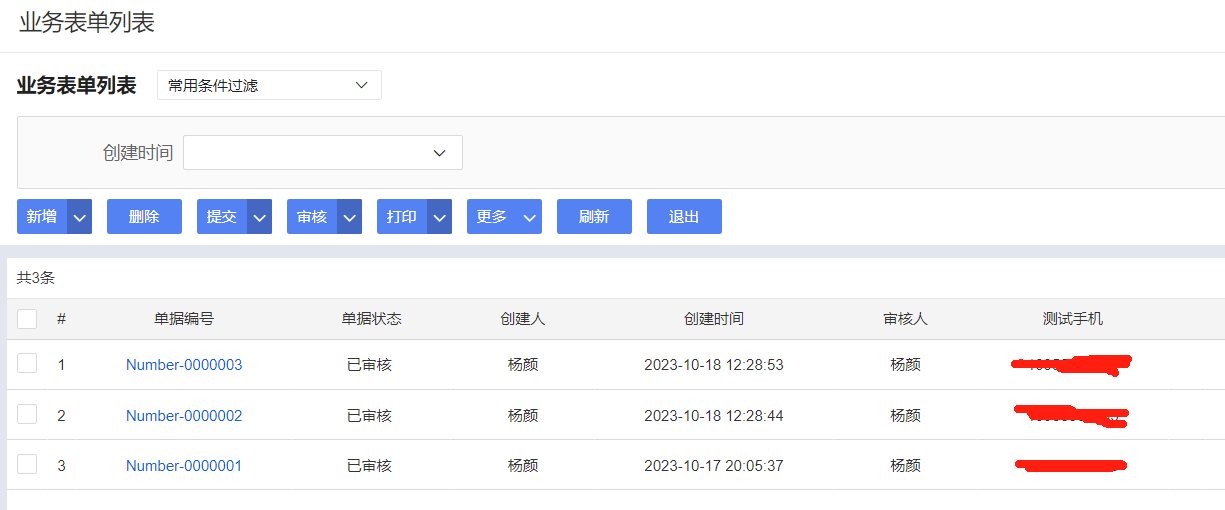 业务表单列表
业务表单列表 常用条件过滤
创建时间
新增 删除 提交 审核 打印 更多 刷新 退出
共3条
# 单据编号 单据状态 创建人 创建时间 审核人 测试手机
1 Number-0000003 已审核 杨颜 2023-10-18 12:28:53 杨颜
2 Number-0000002 已审核 杨颜 2023-10-18 12:28:44 杨颜
3 Number-0000001 已审核 杨颜 2023-10-17 20:05:37 杨颜